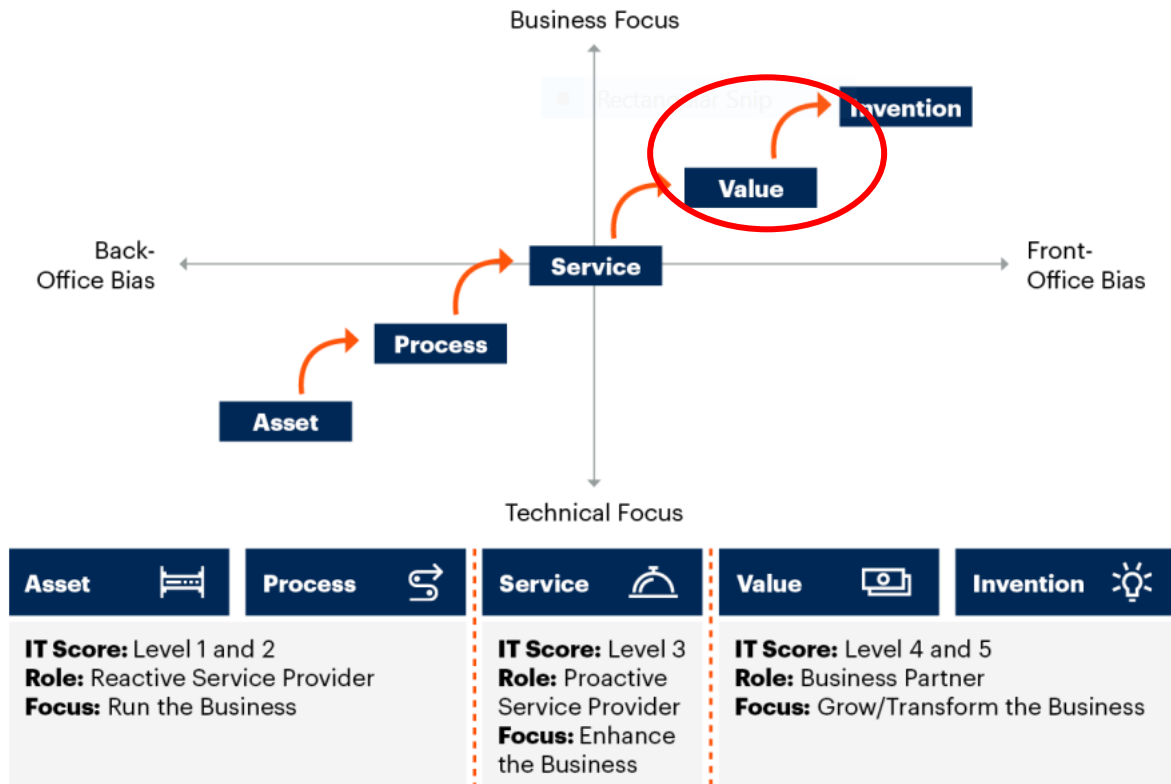 Business Focus
Rectangular Snip
Invention
Value
Back-
Office Bias
Service
Front-
Office Bias
Process
Asset
Technical Focus
Asset
Process
Service
Value
Invention
IT Score: Level 1 and 2
Role: Reactive Service Provider
Focus: Run the Business
IT Score: Level 3
Role: Proactive
Service Provider
Focus: Enhance
the Business
IT Score: Level 4 and 5
Role: Business Partner
Focus: Grow/Transform the Business